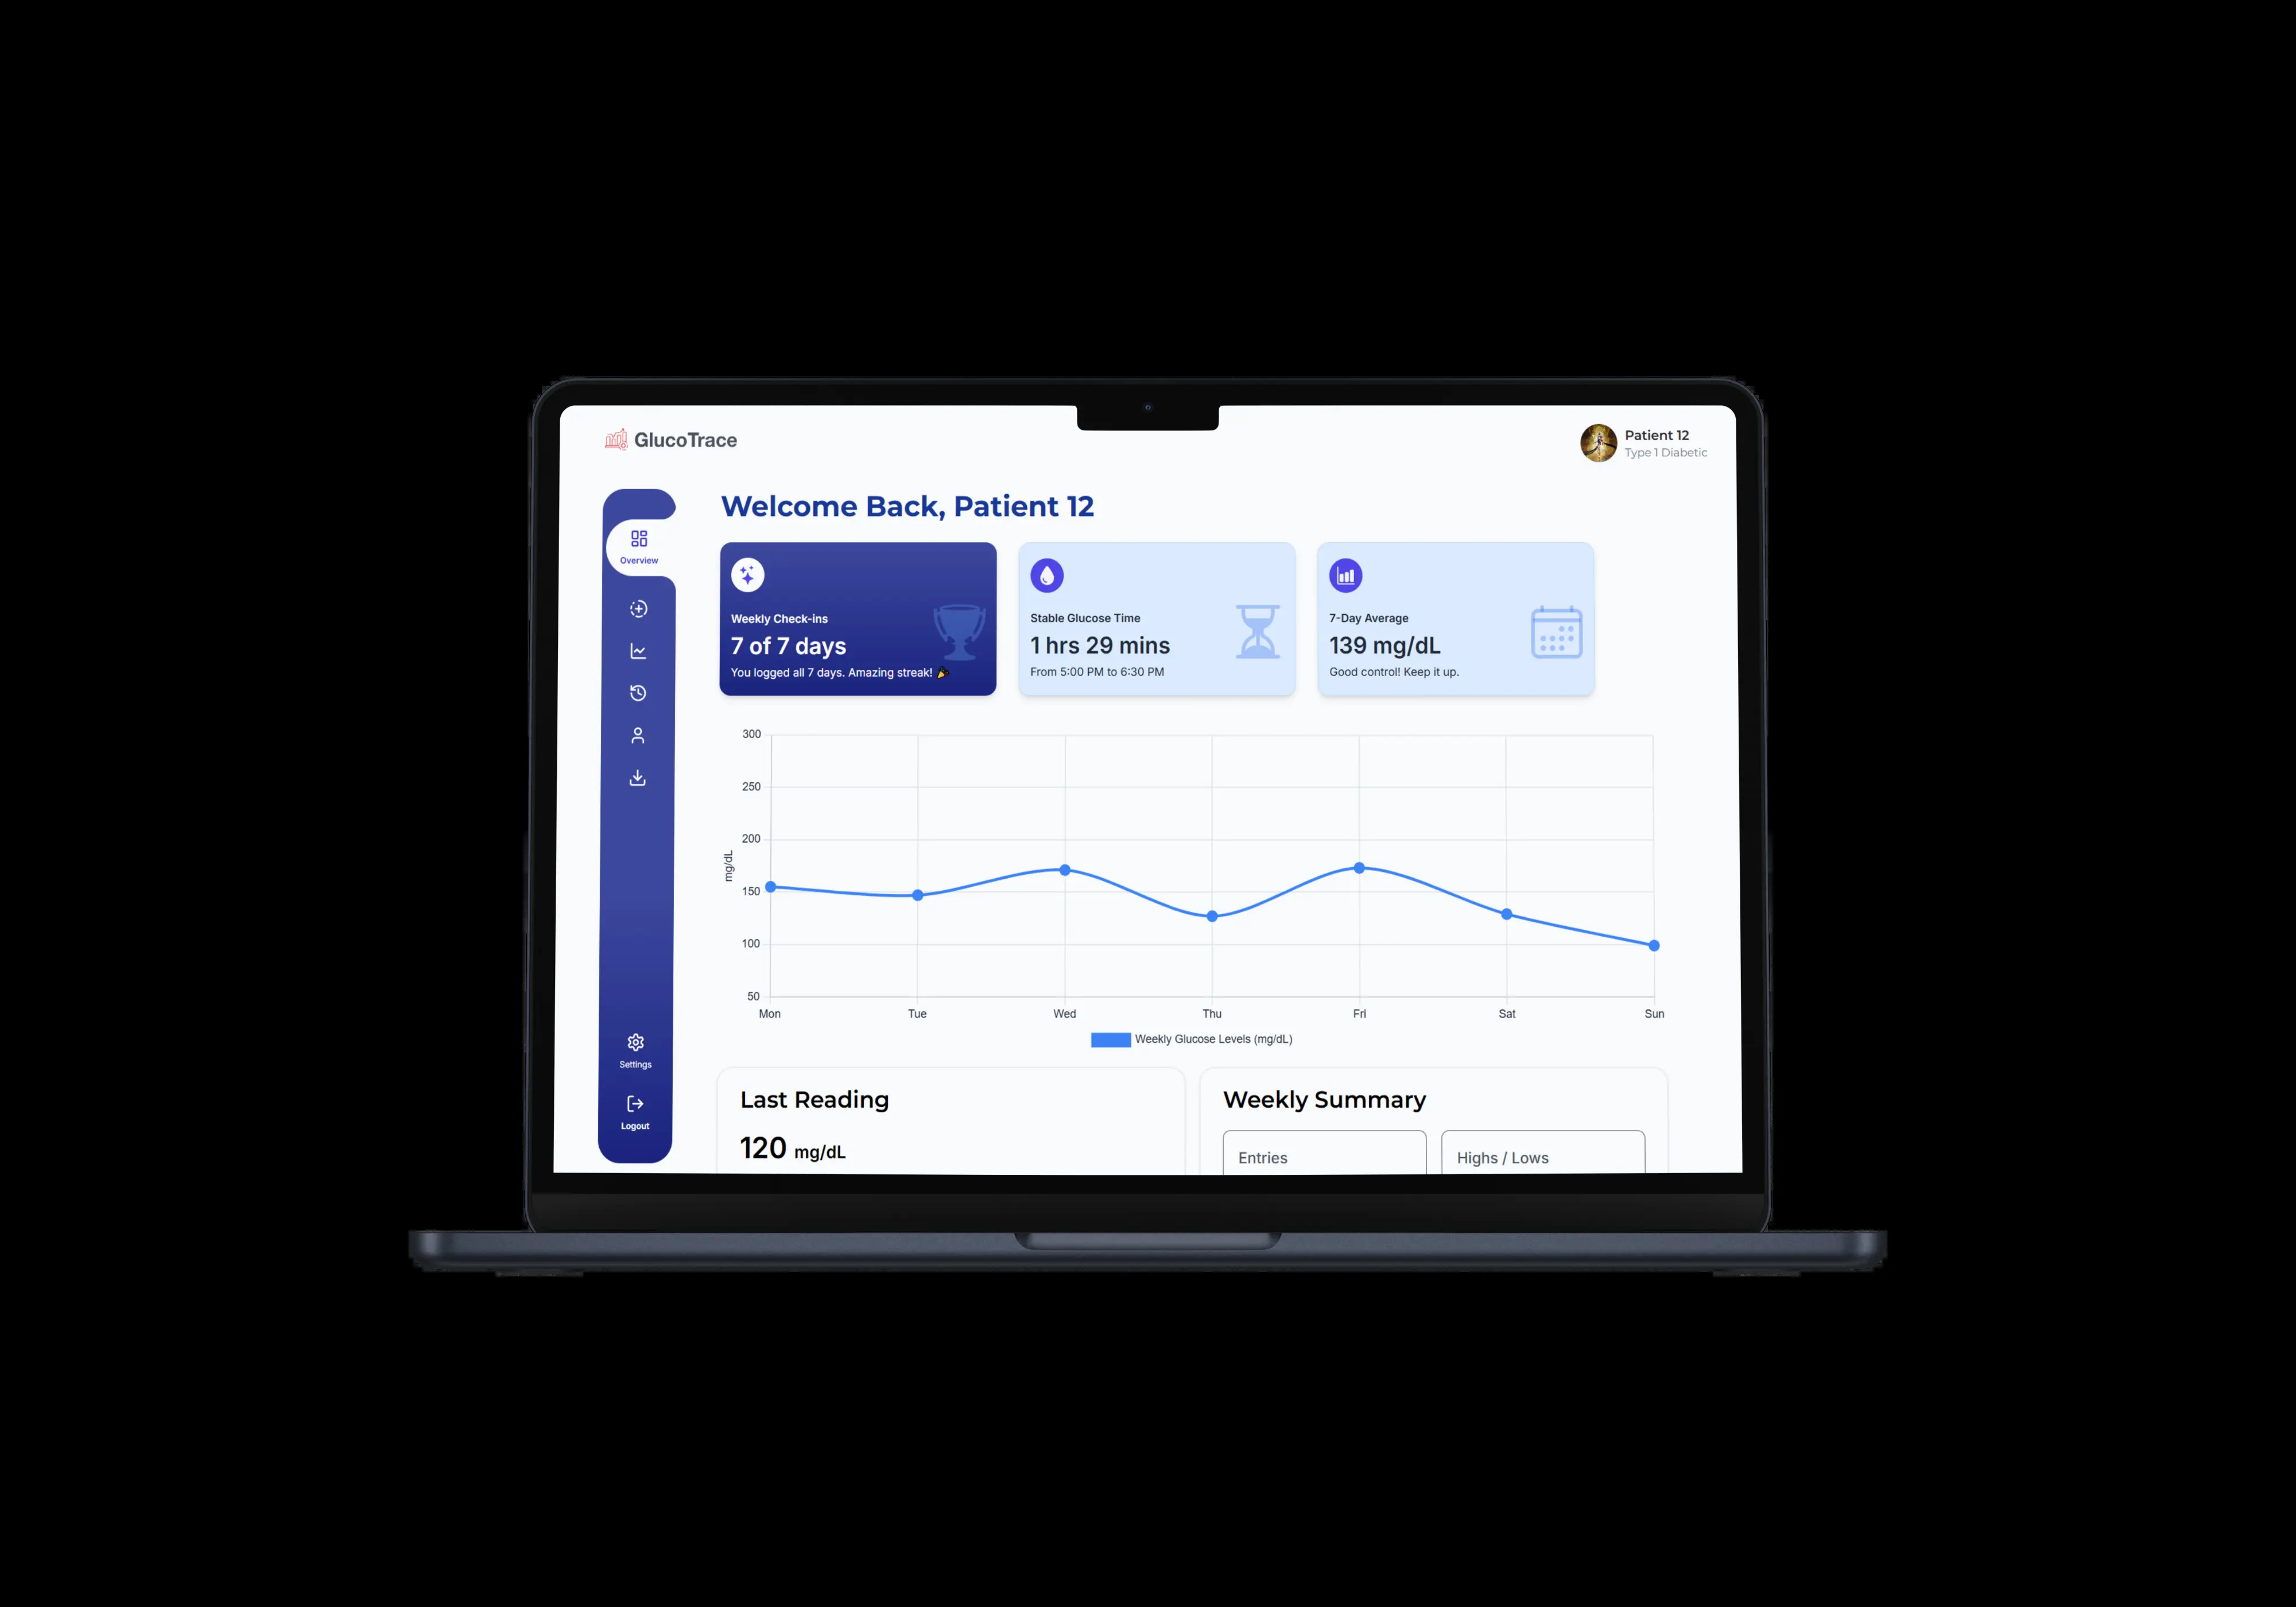 GlucoTrace
Patient 12
Type 1 Diabetic
Welcome Back, Patient 12
Overview
Weekly Check-ins
7 of 7 days
You logged all 7 days. Amazing streak! 🎉
Stable Glucose Time
1 hrs 29 mins
From 5:00 PM to 6:30 PM
7-Day Average
139 mg/dL
Good control! Keep it up.
300
250
200
150
100
50
mg/dL
Mon Tue Wed Thu Fri Sat Sun
Weekly Glucose Levels (mg/dL)
Settings
Logout
Last Reading
120 mg/dL
Weekly Summary
Entries
Highs / Lows